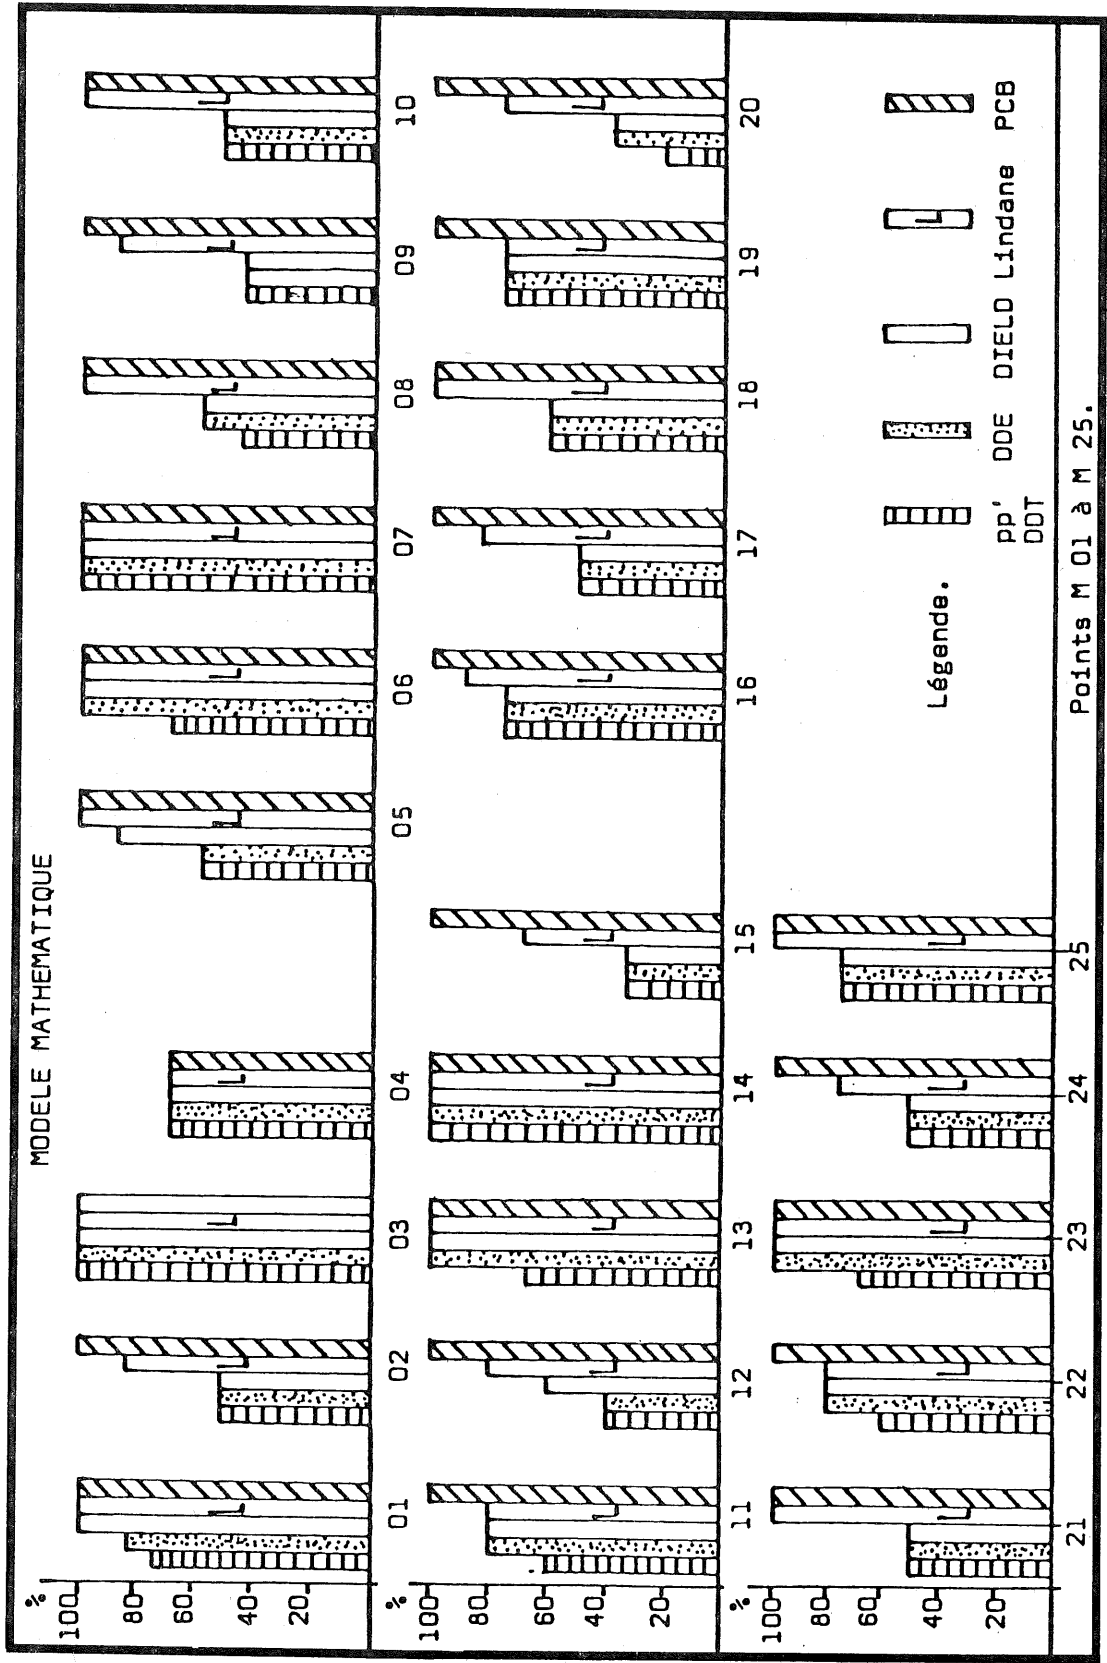 MODELE MATHEMATIQUE
%
100
80
60
40
20
01 02 03 04 05 06 07 08 09 10
L L L L L L L L L L
%
100
80
60
40
20
11 12 13 14 15 16 17 18 19 20
L L L L L L L L L L
%
100
80
60
40
20
21 22 23 24 25
L L L L L
Légende.
L
pp' DDE DIELD Lindane PCB
DDT
Points M 01 à M 25.